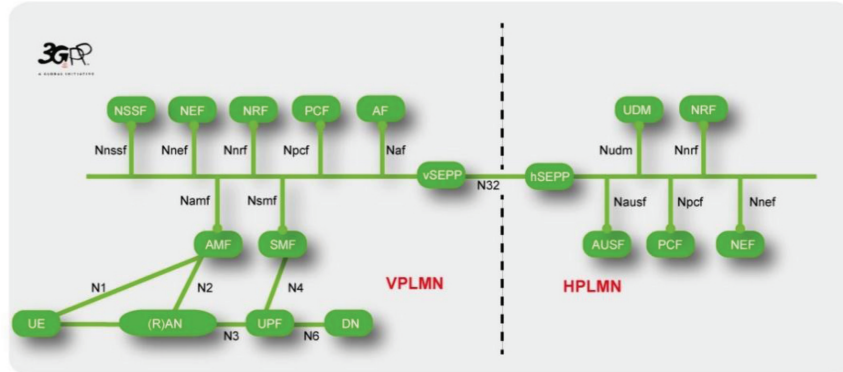 3GPP
A GLOBAL INITIATIVE
NSSF NEF NRF PCF AF UDM NRF
Nnssf Nnef Nnrf Npcf Naf Nudm Nnrf
vSEPP N32 hSEPP
Namf Nsmf Nausf Npcf Nnef
AMF SMF AUSF PCF NEF
N1 N2 N4 VPLMN HPLMN
UE (R)AN N3 UPF N6 DN